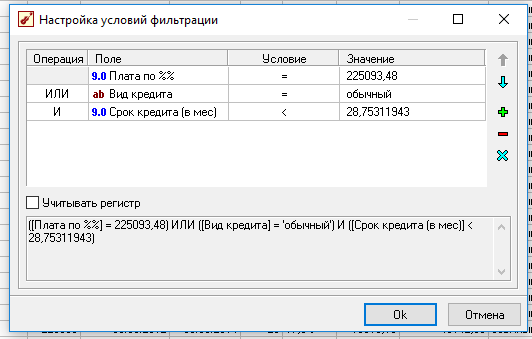 Настройка условий фильтрации
Операция Поле Условие Значение
9.0 Плата по %% = 225093,48
ИЛИ ab Вид кредита = обычный
И 9.0 Срок кредита (в мес) < 28,75311943
Учитывать регистр
([Плата по %%] = 225093,48) ИЛИ ([Вид кредита] = 'обычный') И ([Срок кредита (в мес)] <
28,75311943)
Ok Отмена